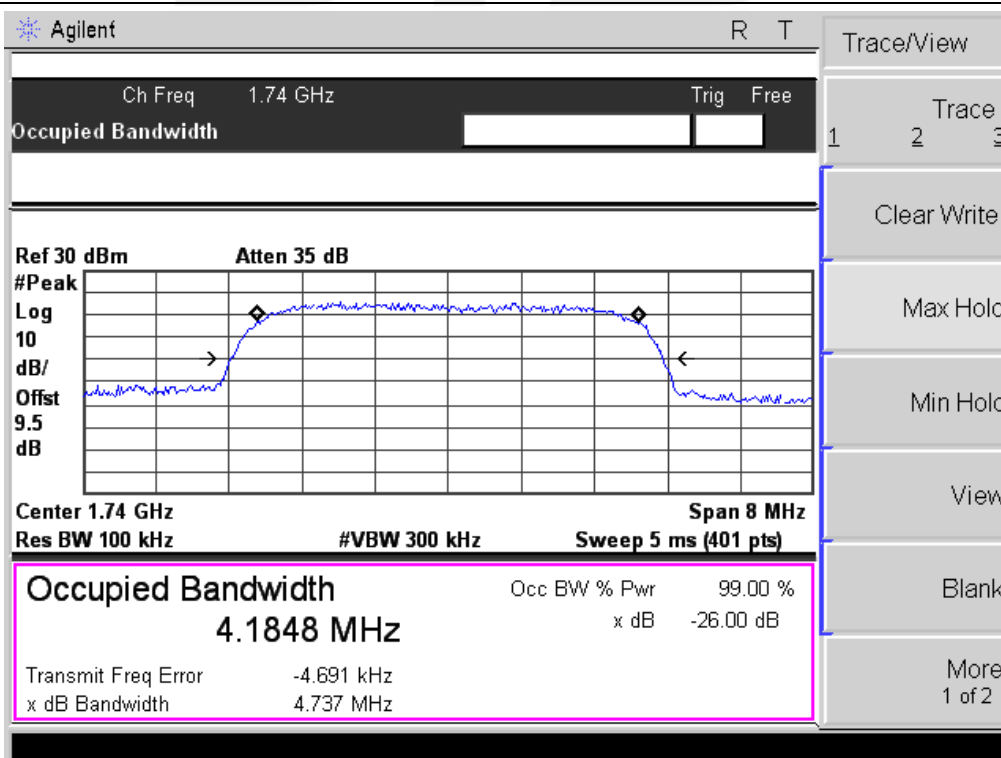 Agilent R T
Ch Freq 1.74 GHz Trig Free
Occupied Bandwidth
Ref 30 dBm Atten 35 dB
#Peak
Log
10
dB/
Offst
9.5
dB
Center 1.74 GHz Span 8 MHz
Res BW 100 kHz #VBW 300 kHz Sweep 5 ms (401 pts)
Occupied Bandwidth
4.1848 MHz
Occ BW % Pwr 99.00 %
x dB -26.00 dB
Transmit Freq Error -4.691 kHz
x dB Bandwidth 4.737 MHz
Trace/View
Trace
1 2 3
Clear Write
Max Hold
Min Hold
View
Blank
More
1 of 2